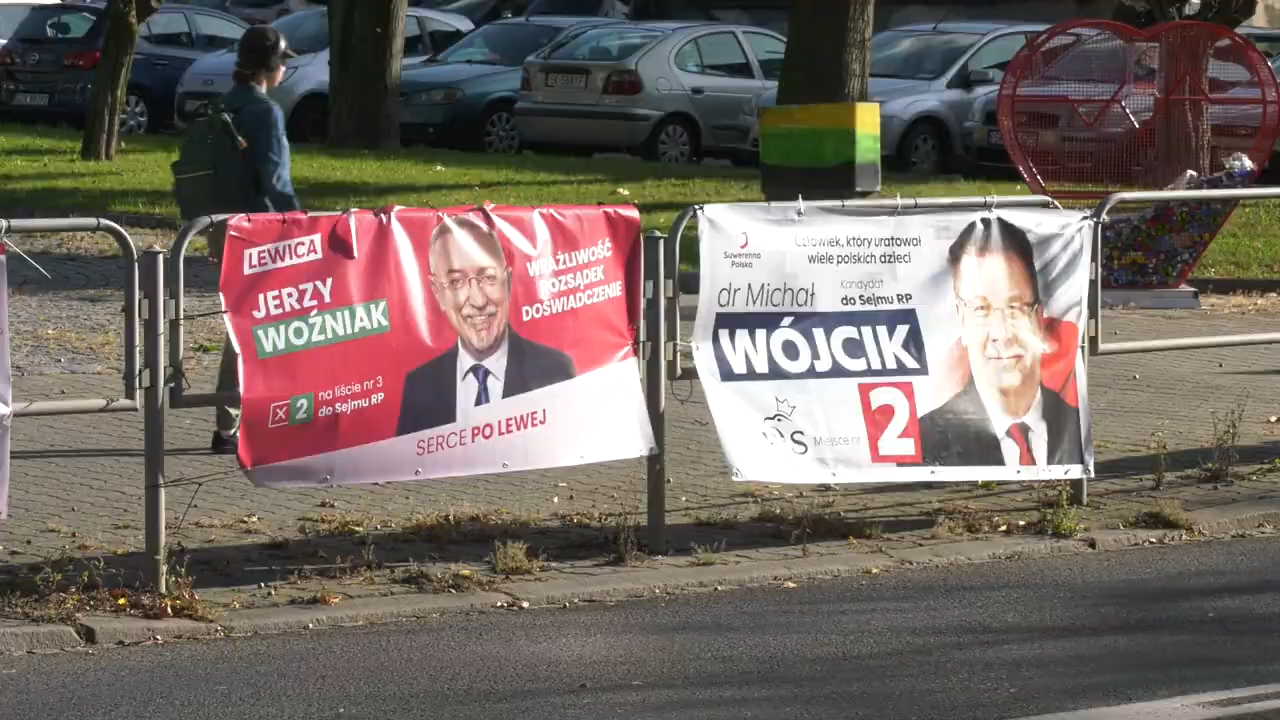 LEWICA
JERZY
WOŹNIAK
x 2 na liście nr 3
do Sejmu RP
WRAŻLIWOŚĆ
ROZSĄDEK
DOŚWIADCZENIE
SERCE PO LEWEJ
Suwerenna
Polska
Człowiek, który uratował
wiele polskich dzieci
dr Michał
Kandydat
do Sejmu RP
WÓJCIK
Miejsce nr 2